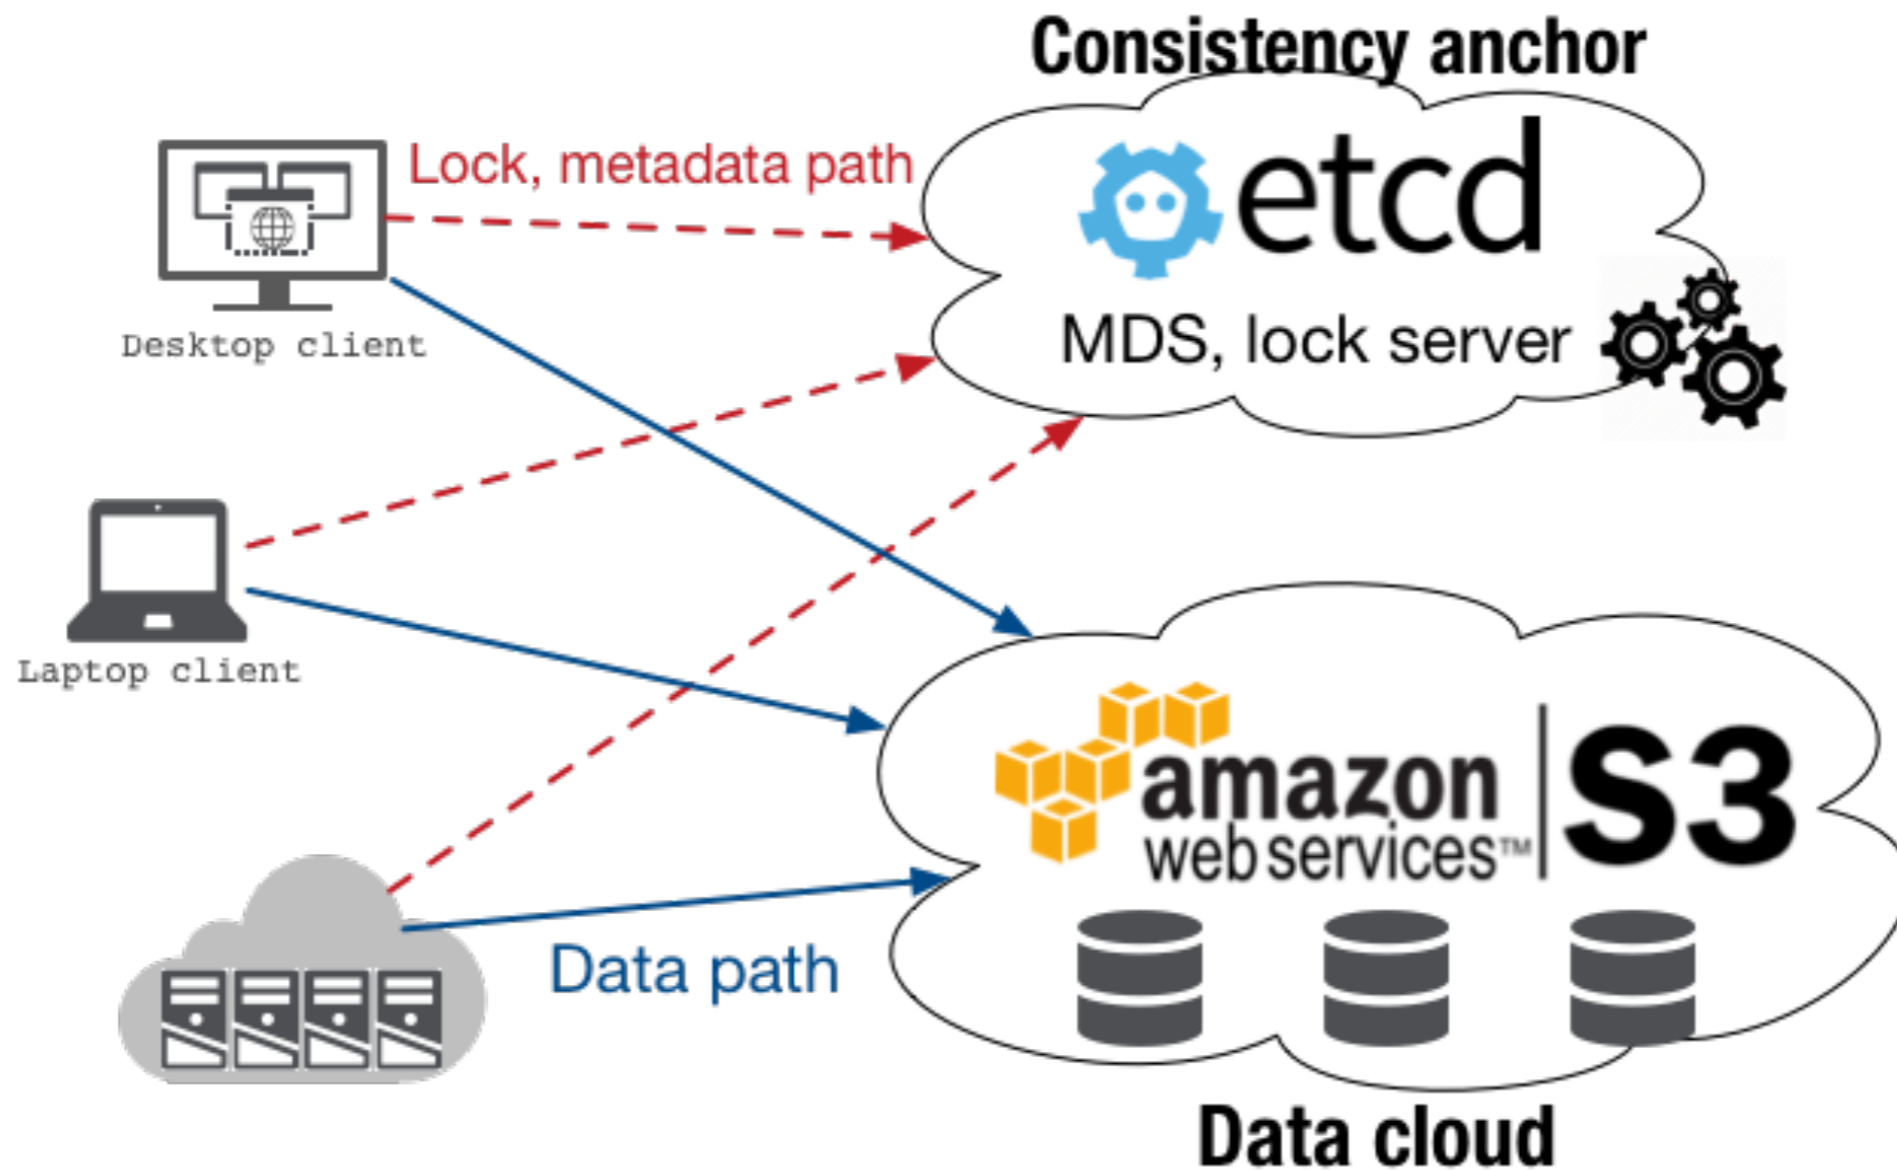 Consistency anchor
Lock, metadata path
etcd
MDS, lock server
Desktop client
Laptop client
amazon
web services™
S3
Data path
Data cloud